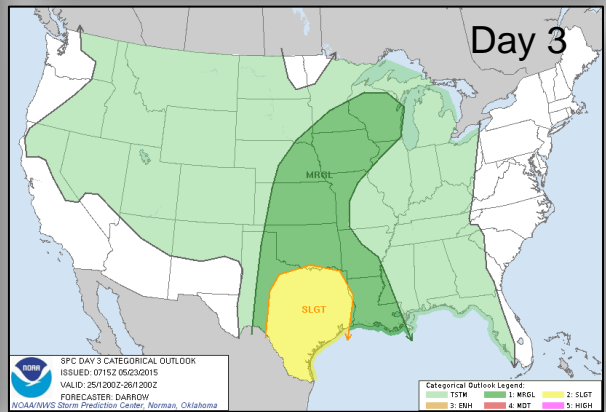 Day 3
MRGL
SLGT
NOAA
SPC DAY 3 CATEGORICAL OUTLOOK
ISSUED: 0715Z 05/23/2015
VALID: 25/1200Z-26/1200Z
FORECASTER: DARROW
NOAA/NWS Storm Prediction Center, Norman, Oklahoma
Categorical Outlook Legend:
TSTM 1: MRGL 2: SLGT
3: ENH 4: MDT 5: HIGH